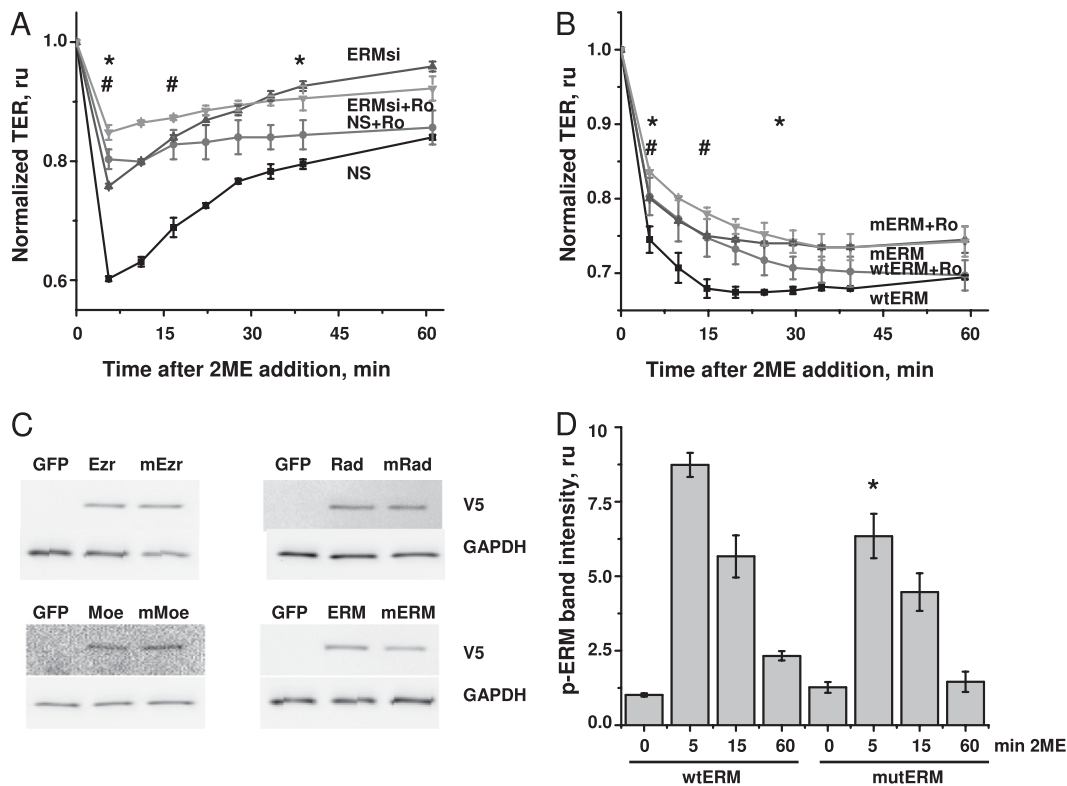 A
Normalized TER, ru
1.0
0.8
0.6
*
#
#
*
ERMsi
ERMsi+Ro
NS+Ro
NS
0 15 30 45 60
Time after 2ME addition, min
B
Normalized TER, ru
1.0
0.9
0.8
0.7
*
#
#
*
mERM+Ro
mERM
wtERM+Ro
wtERM
0 15 30 45 60
Time after 2ME addition, min
C
GFP Ezr mEzr
GFP Rad mRad
V5
GAPDH
GFP Moe mMoe
GFP ERM mERM
V5
GAPDH
D
p-ERM band intensity, ru
10
7.5
5.0
2.5
0.0
*
0 5 15 60 0 5 15 60 min 2ME
wtERM mutERM